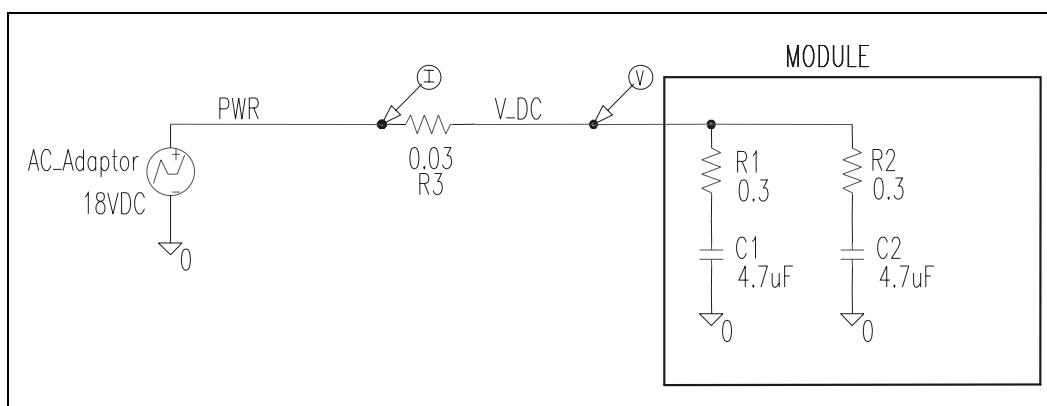 MODULE
I
V
PWR
V_DC
AC_Adaptor
18VDC
+
-
0.03
R3
R1
0.3
R2
0.3
C1
4.7uF
C2
4.7uF
0
0
0